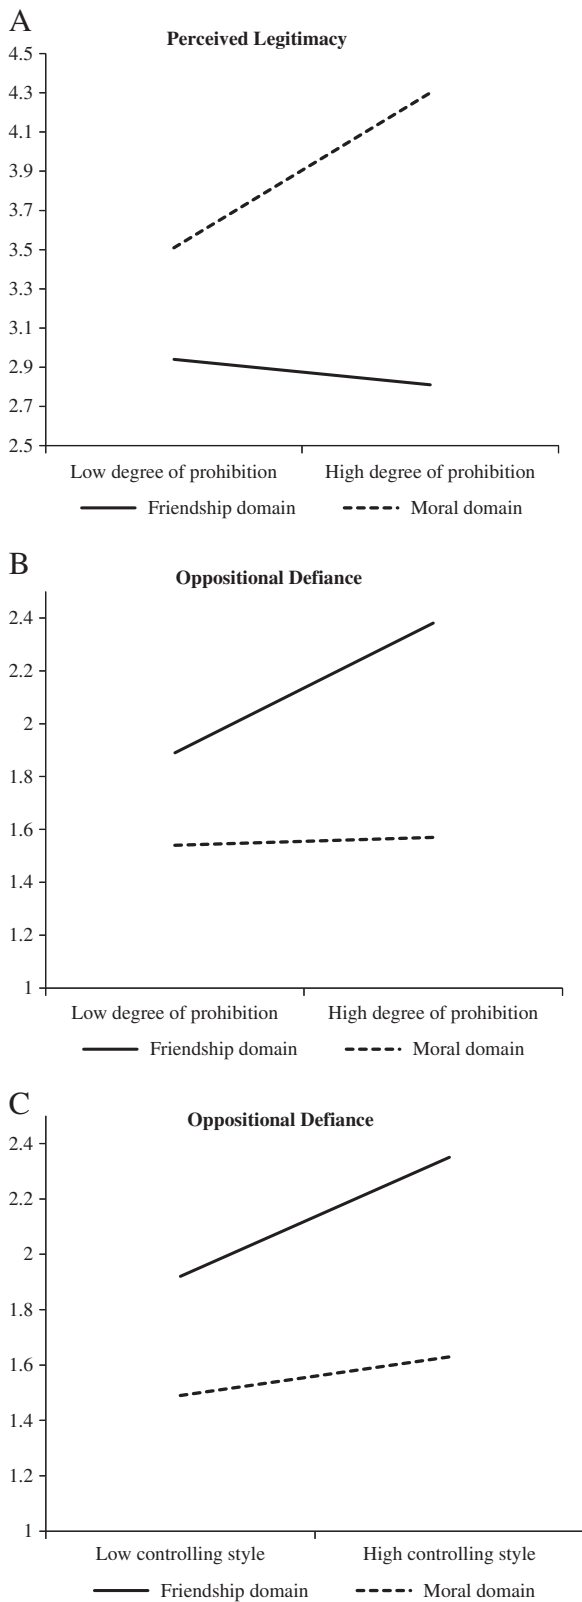 A
Perceived Legitimacy
4.5
4.3
4.1
3.9
3.7
3.5
3.3
3.1
2.9
2.7
2.5
Low degree of prohibition High degree of prohibition
Friendship domain Moral domain
B
Oppositional Defiance
2.4
2.2
2
1.8
1.6
1.4
1.2
1
Low degree of prohibition High degree of prohibition
Friendship domain Moral domain
C
Oppositional Defiance
2.4
2.2
2
1.8
1.6
1.4
1.2
1
Low controlling style High controlling style
Friendship domain Moral domain